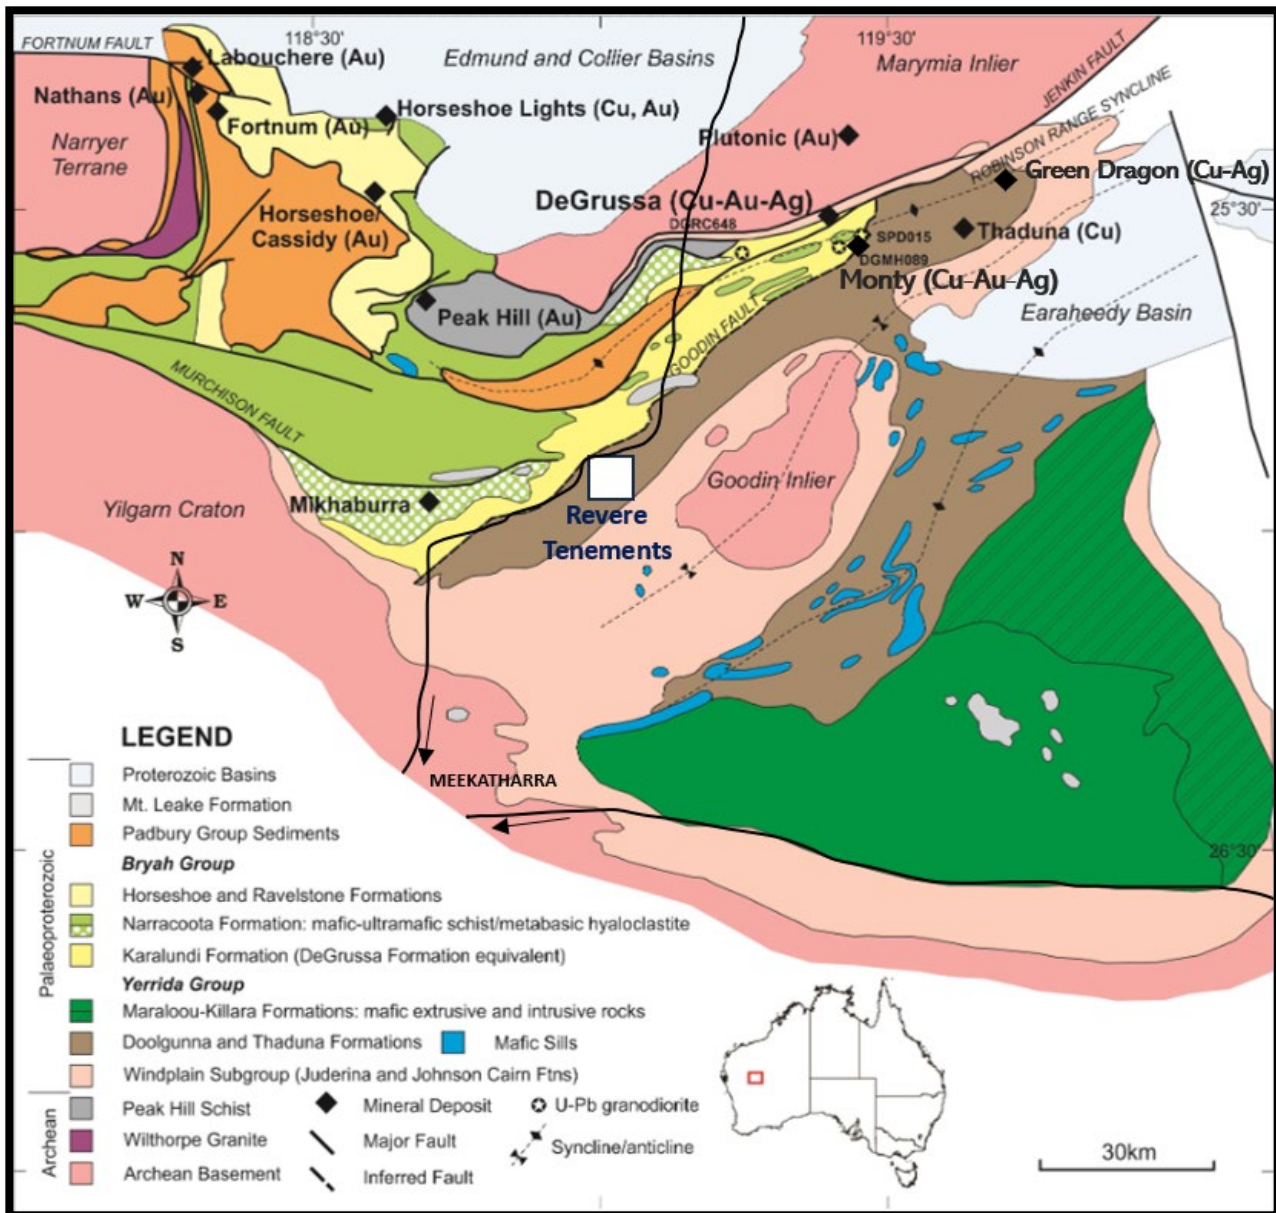 118°30'
119°30'
FORTNUM FAULT
Labouchere (Au)
Edmund and Collier Basins
Marymia Inlier
JENKIN FAULT
Nathans (Au)
Horseshoe Lights (Cu, Au)
Fortnum (Au)
Plutonic (Au)
ROBINSON RANGE SYNCLINE
Narryer
Terrane
Green Dragon (Cu-Ag)
DeGrussa (Cu-Au-Ag)
25°30'
Horseshoe/
Cassidy (Au)
DGRC648
SPD015
Thaduna (Cu)
DGMH089
Monty (Cu-Au-Ag)
Peak Hill (Au)
Earaheedy Basin
GOODIN FAULT
MURCHISON FAULT
Goodin Inlier
Mikhaburra
Yilgarn Craton
Revere
Tenements
N
W E
S
LEGEND
MEEKATHARRA
26°30'
Palaeoproterozoic
Proterozoic Basins
Mt. Leake Formation
Padbury Group Sediments
Bryah Group
Horseshoe and Ravelstone Formations
Narracoota Formation: mafic-ultramafic schist/metabasic hyaloclastite
Karalundi Formation (DeGrussa Formation equivalent)
Yerrida Group
Maraloou-Killara Formations: mafic extrusive and intrusive rocks
Doolgunna and Thaduna Formations
Mafic Sills
Windplain Subgroup (Juderina and Johnson Cairn Ftns)
Archean
Peak Hill Schist
Mineral Deposit
U-Pb granodiorite
Wilthorpe Granite
Major Fault
Syncline/anticline
Archean Basement
Inferred Fault
30km